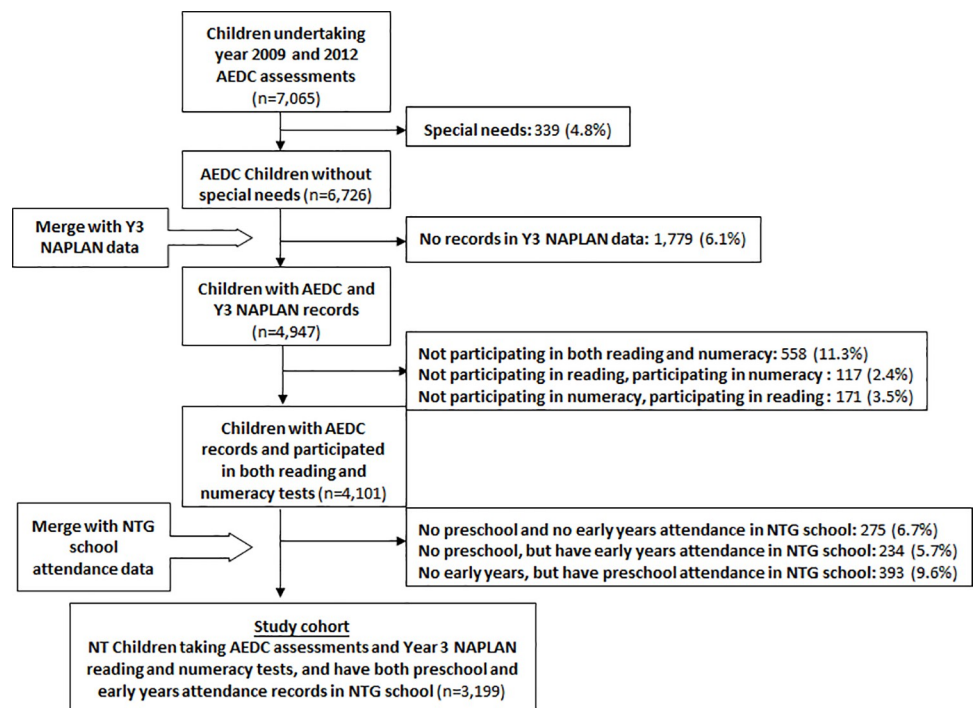 Children undertaking
year 2009 and 2012
AEDC assessments
(n=7,065)
Special needs: 339 (4.8%)
AEDC Children without
special needs (n=6,726)
Merge with Y3
NAPLAN data
No records in Y3 NAPLAN data: 1,779 (6.1%)
Children with AEDC and
Y3 NAPLAN records
(n=4,947)
Not participating in both reading and numeracy: 558 (11.3%)
Not participating in reading, participating in numeracy : 117 (2.4%)
Not participating in numeracy, participating in reading : 171 (3.5%)
Children with AEDC
records and participated
in both reading and
numeracy tests (n=4,101)
Merge with NTG
school
attendance data
No preschool and no early years attendance in NTG school: 275 (6.7%)
No preschool, but have early years attendance in NTG school: 234 (5.7%)
No early years, but have preschool attendance in NTG school: 393 (9.6%)
Study cohort
NT Children taking AEDC assessments and Year 3 NAPLAN
reading and numeracy tests, and have both preschool and
early years attendance records in NTG school (n=3,199)